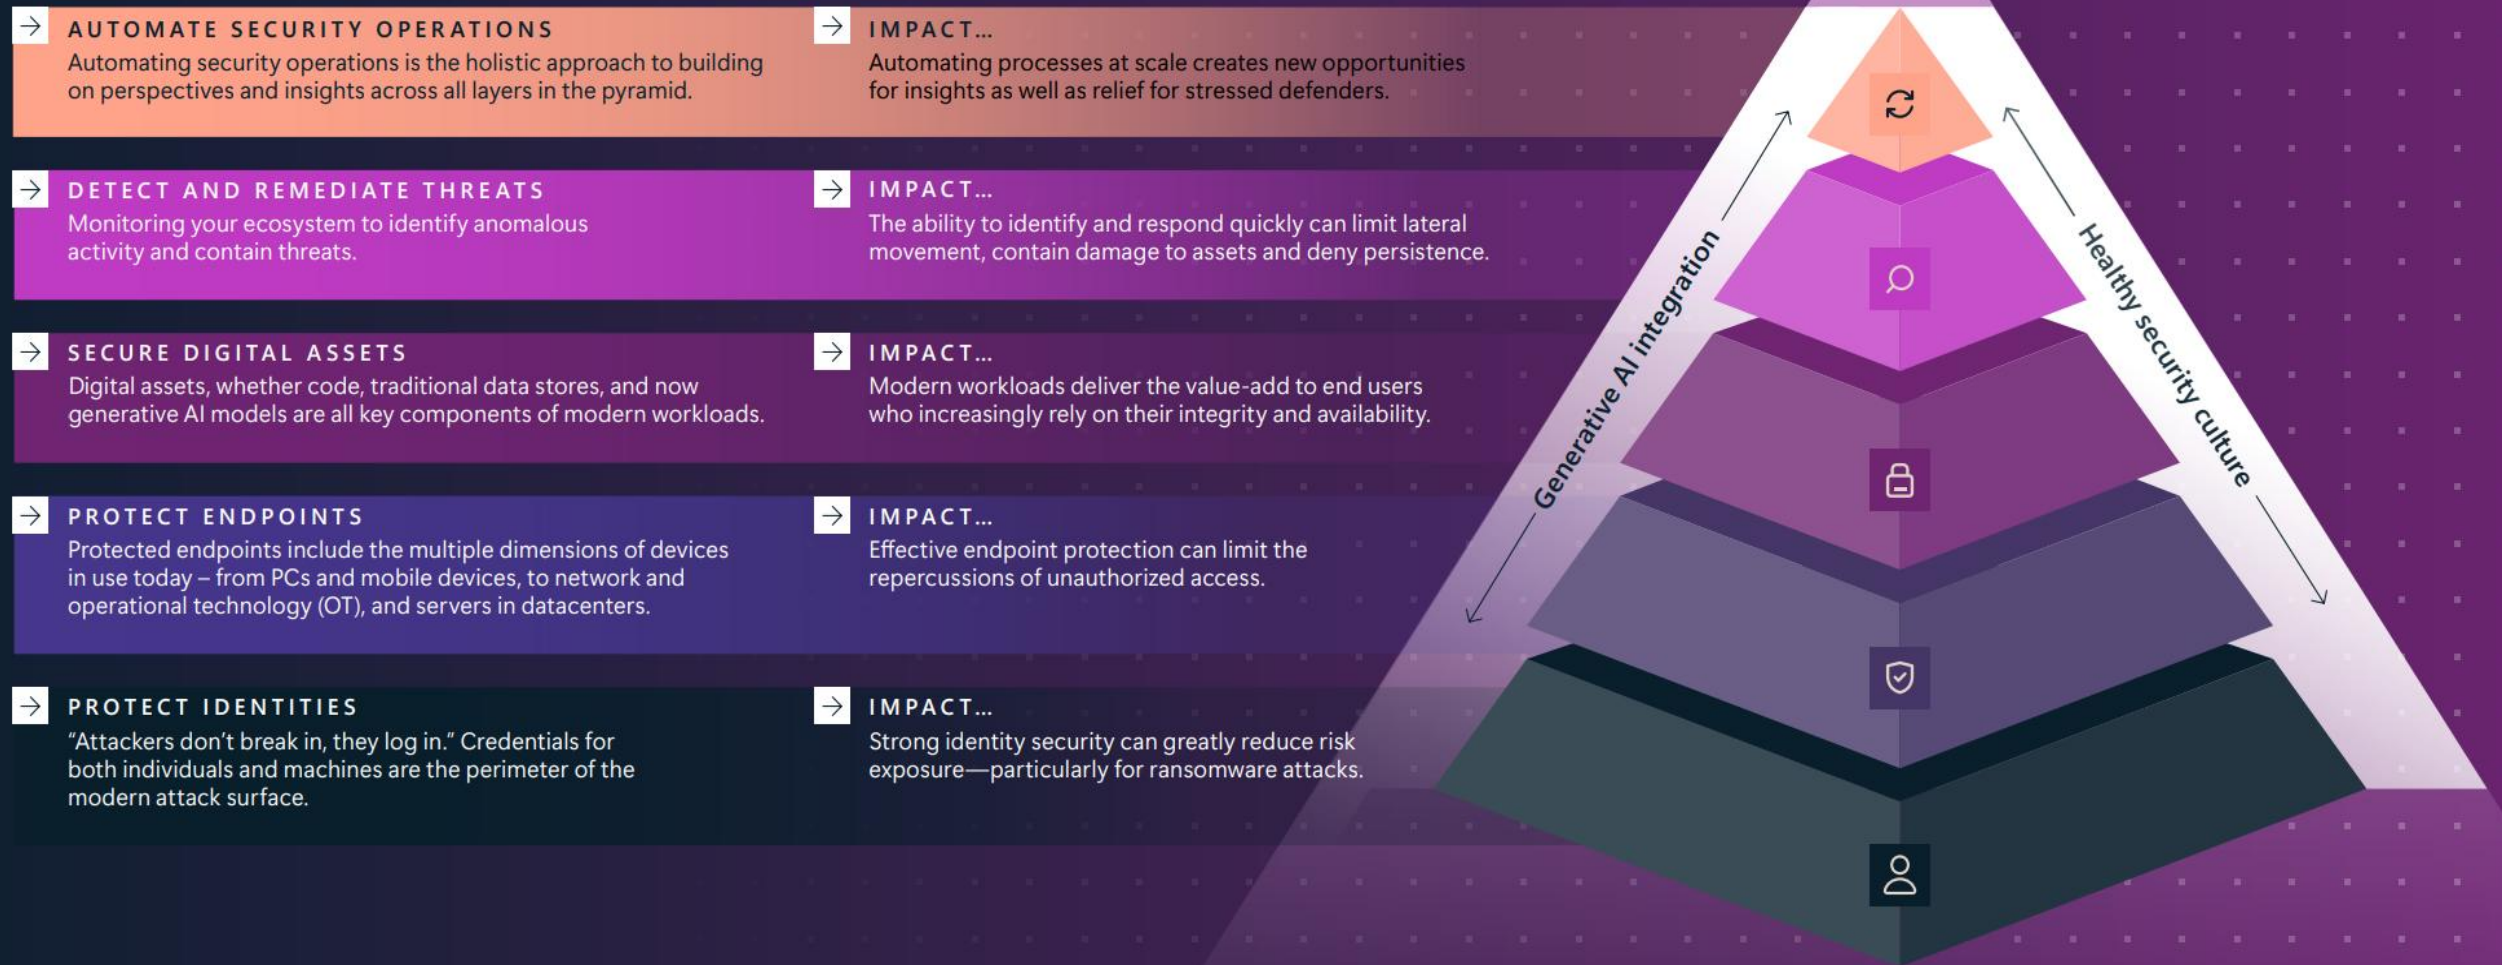 AUTOMATE SECURITY OPERATIONS
Automating security operations is the holistic approach to building
on perspectives and insights across all layers in the pyramid.
IMPACT...
Automating processes at scale creates new opportunities
for insights as well as relief for stressed defenders.
DETECT AND REMEDIATE THREATS
Monitoring your ecosystem to identify anomalous
activity and contain threats.
IMPACT...
The ability to identify and respond quickly can limit lateral
movement, contain damage to assets and deny persistence.
SECURE DIGITAL ASSETS
Digital assets, whether code, traditional data stores, and now
generative AI models are all key components of modern workloads.
IMPACT...
Modern workloads deliver the value-add to end users
who increasingly rely on their integrity and availability.
PROTECT ENDPOINTS
Protected endpoints include the multiple dimensions of devices
in use today – from PCs and mobile devices, to network and
operational technology (OT), and servers in datacenters.
IMPACT...
Effective endpoint protection can limit the
repercussions of unauthorized access.
PROTECT IDENTITIES
“Attackers don’t break in, they log in.” Credentials for
both individuals and machines are the perimeter of the
modern attack surface.
IMPACT...
Strong identity security can greatly reduce risk
exposure—particularly for ransomware attacks.
Generative AI integration
Healthy security culture